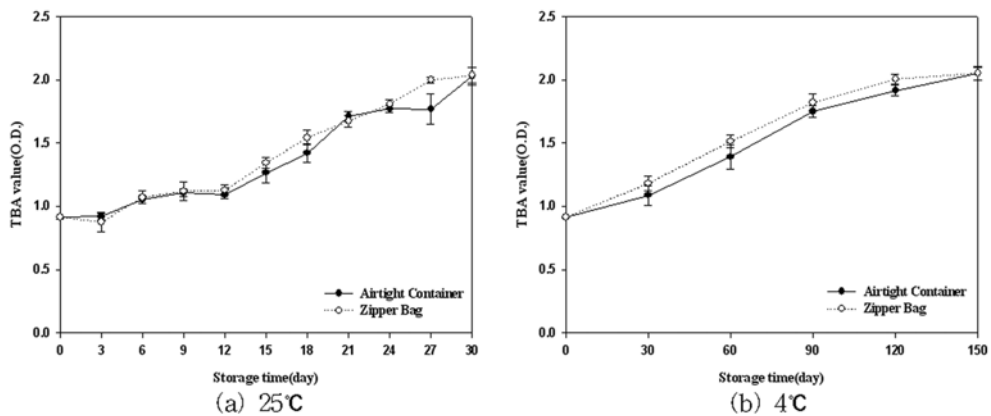 2.5
2.0
1.5
1.0
0.5
0.0
TBA value(O.D.)
Airtight Container
Zipper Bag
0 3 6 9 12 15 18 21 24 27 30
Storage time(day)
(a) 25℃
2.5
2.0
1.5
1.0
0.5
0.0
TBA value(O.D.)
Airtight Container
Zipper Bag
0 30 60 90 120 150
Storage time(day)
(b) 4℃